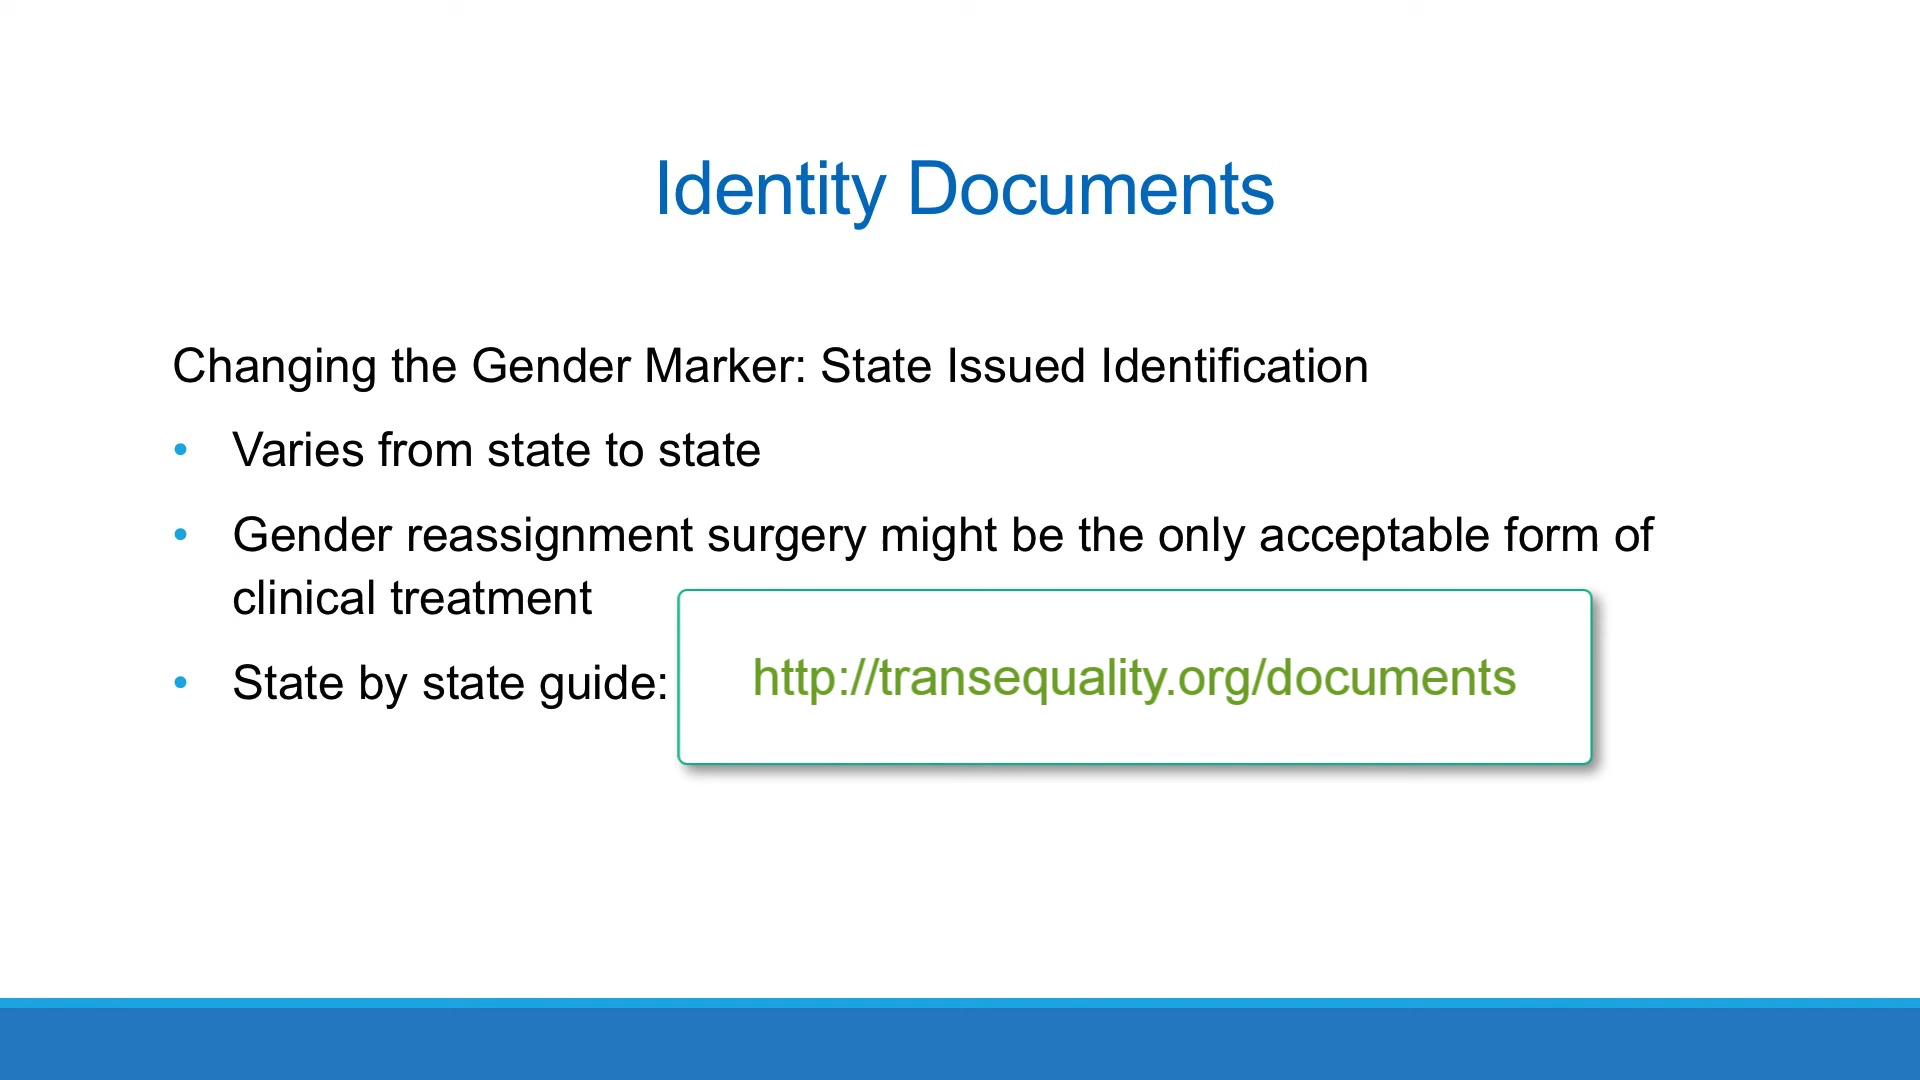 Identity Documents
Changing the Gender Marker: State Issued Identification
• Varies from state to state
• Gender reassignment surgery might be the only acceptable form of
clinical treatment
• State by state guide: http://transequality.org/documents